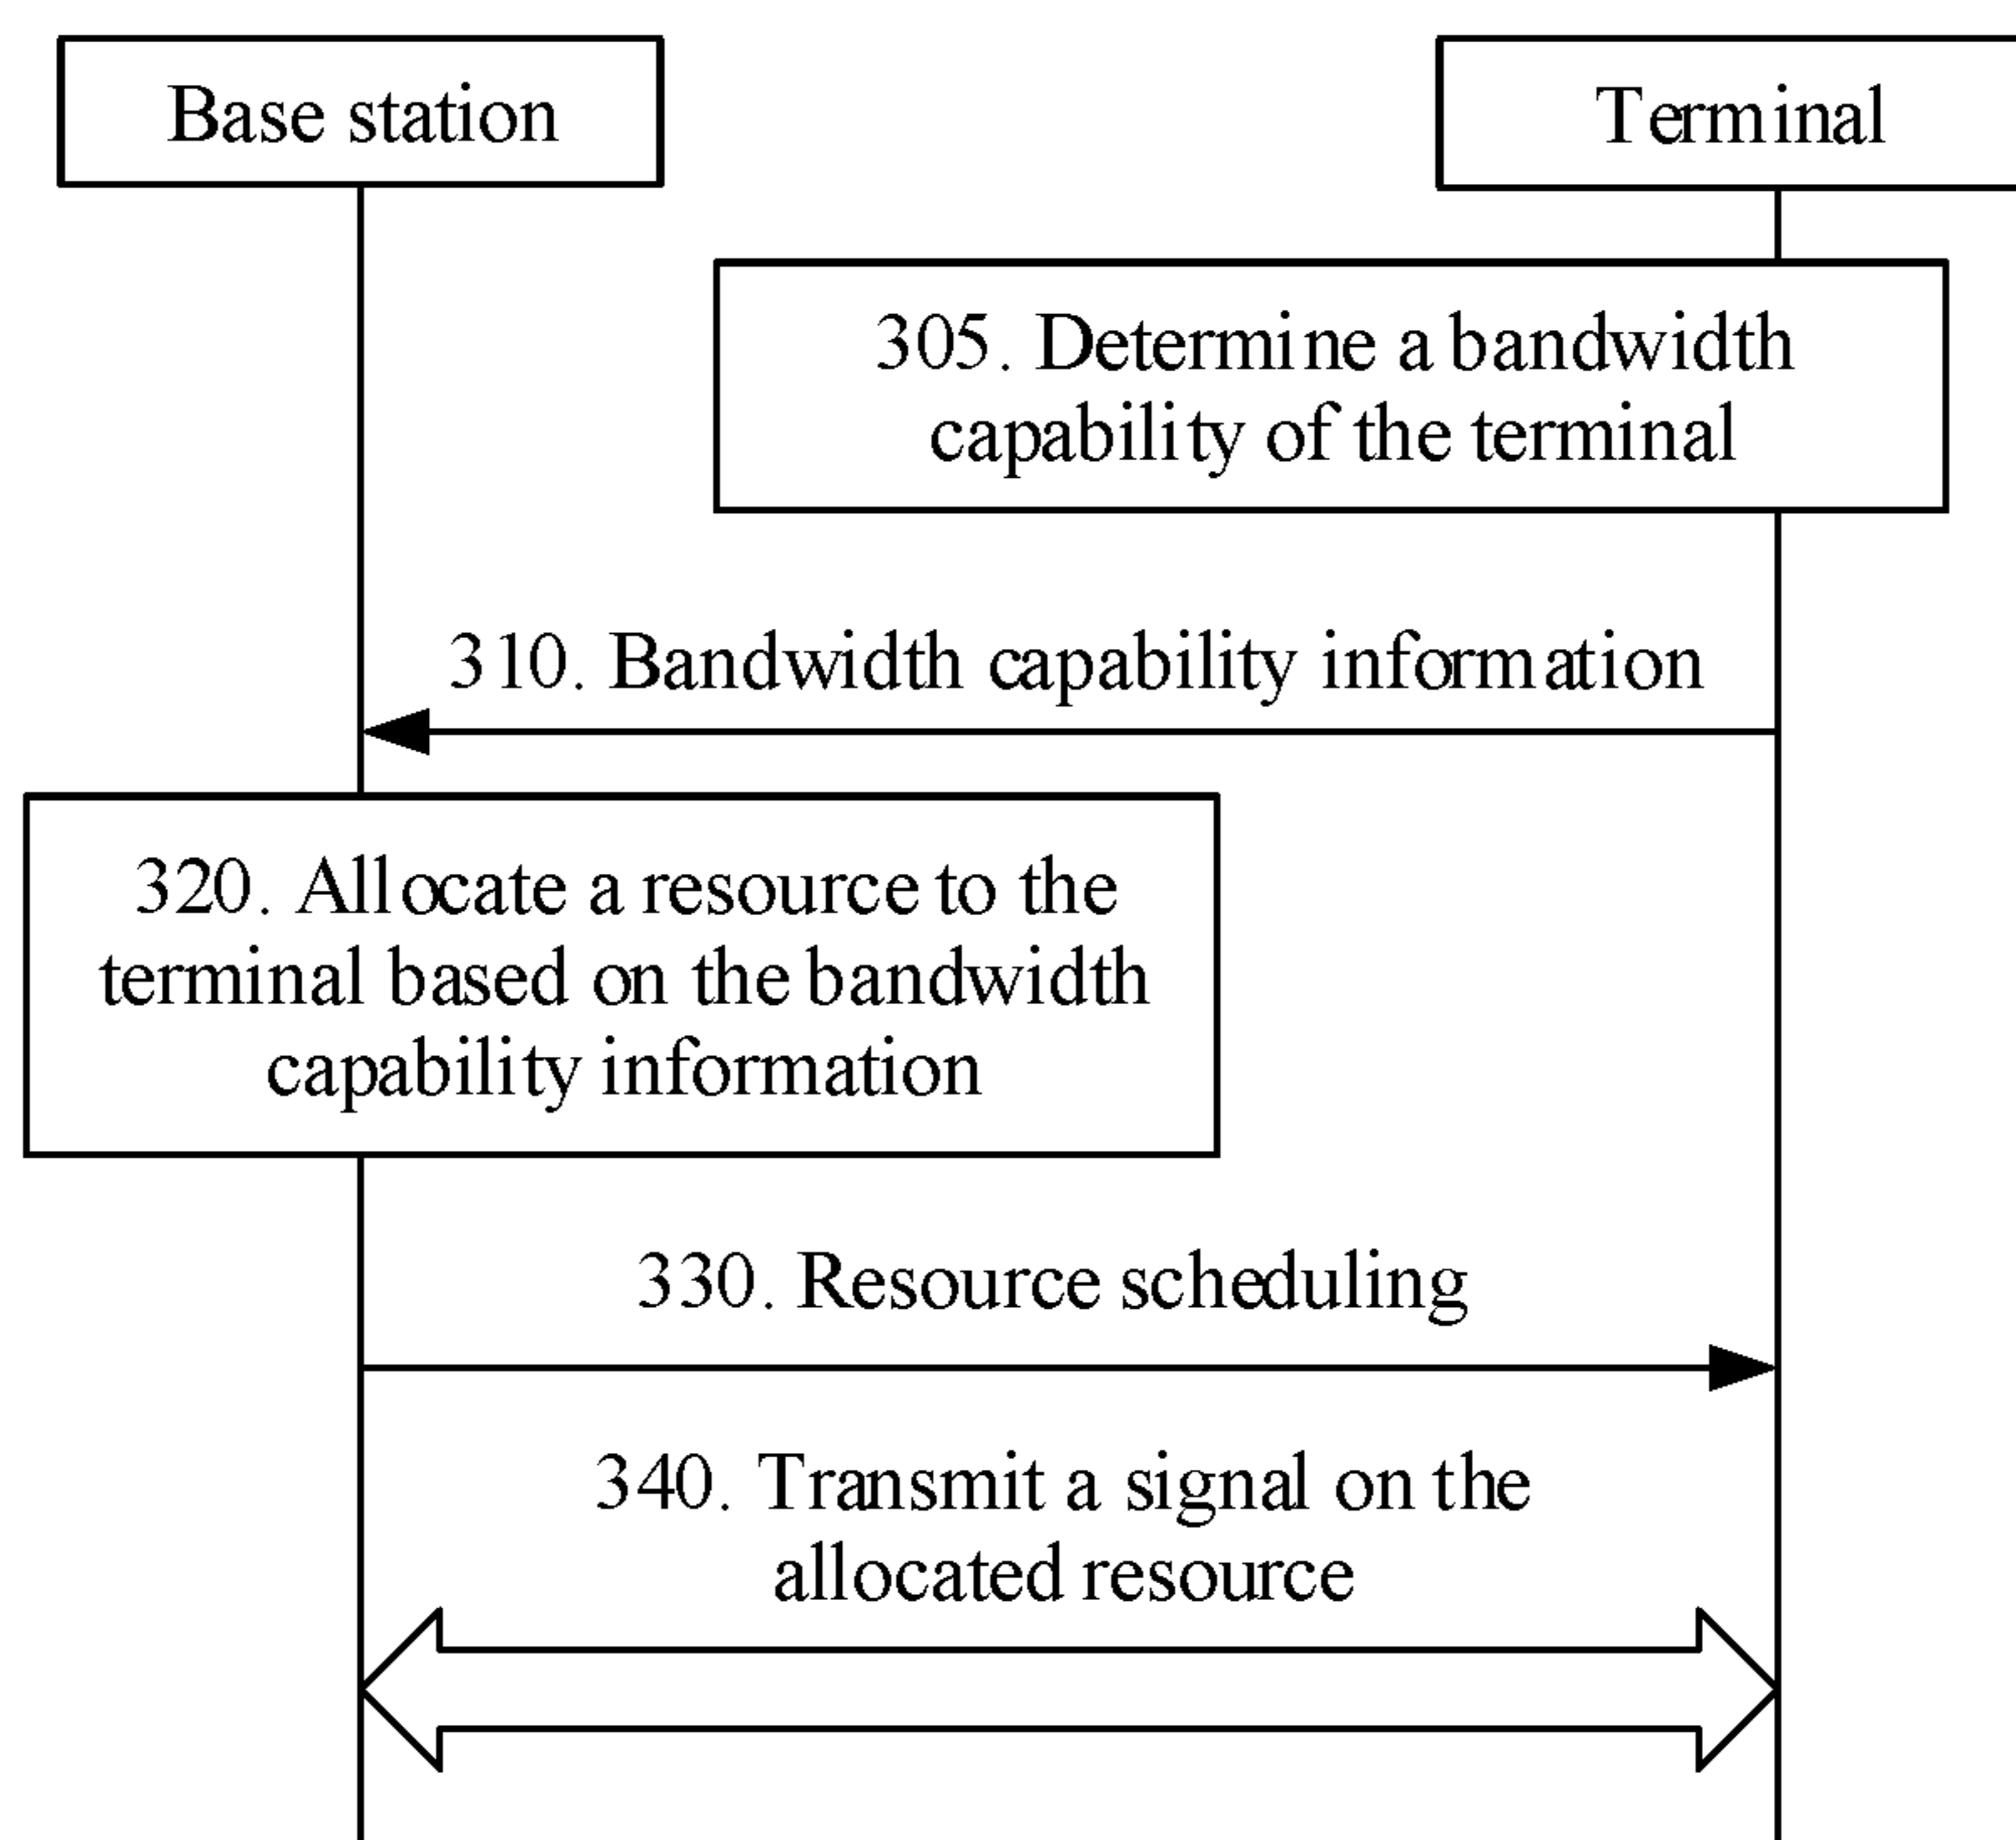 Base station
Terminal
305. Determine a bandwidth
capability of the terminal
310. Bandwidth capability information
320. Allocate a resource to the
terminal based on the bandwidth
capability information
330. Resource scheduling
340. Transmit a signal on the
allocated resource